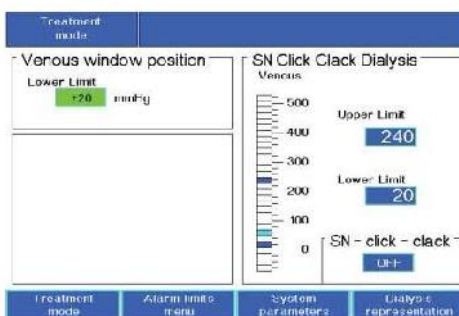 Treatment
mode
Venous window position
Lower Limit
+20 mmHg
SN Click Clack Dialysis
Venous
500
400
300
200
100
0
Upper Limit
240
Lower Limit
20
SN - click - clack
OFF
Treatment
mode
Alarm limits
menu
System
parameters
Dialysis
representation